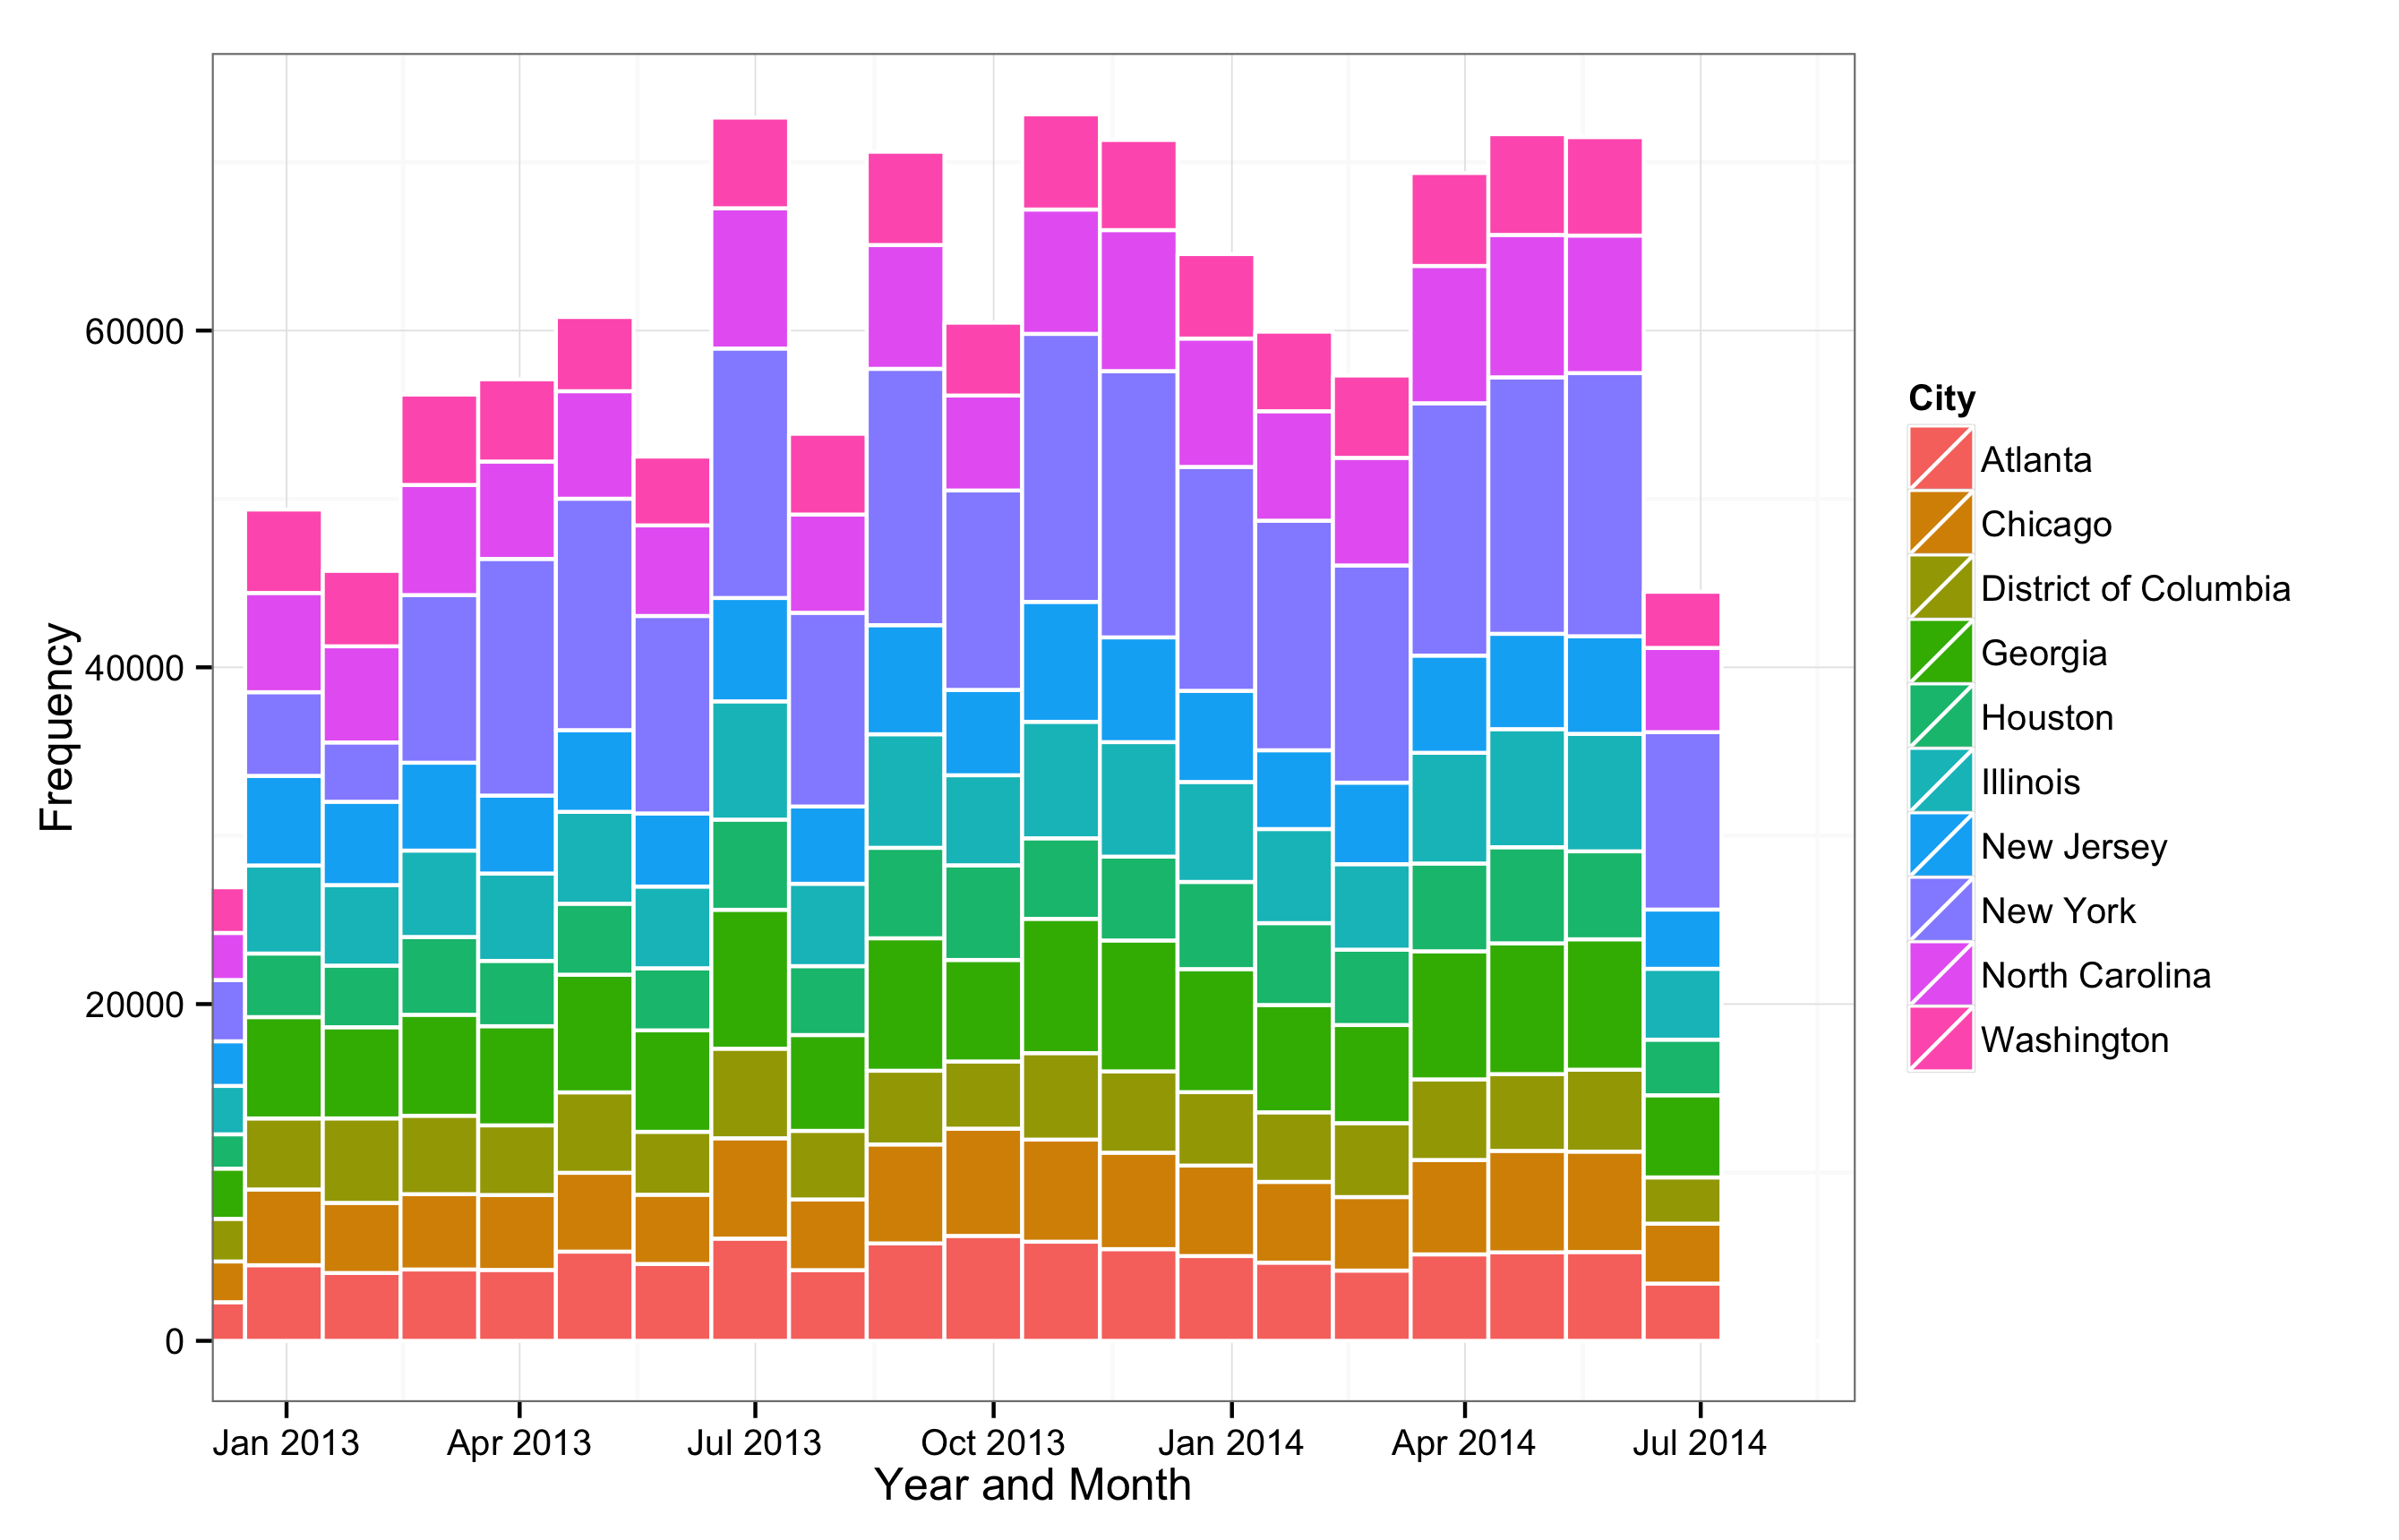 Frequency
60000
40000
20000
0
Jan 2013
Apr 2013
Jul 2013
Oct 2013
Jan 2014
Apr 2014
Jul 2014
Year and Month
City
Atlanta
Chicago
District of Columbia
Georgia
Houston
Illinois
New Jersey
New York
North Carolina
Washington